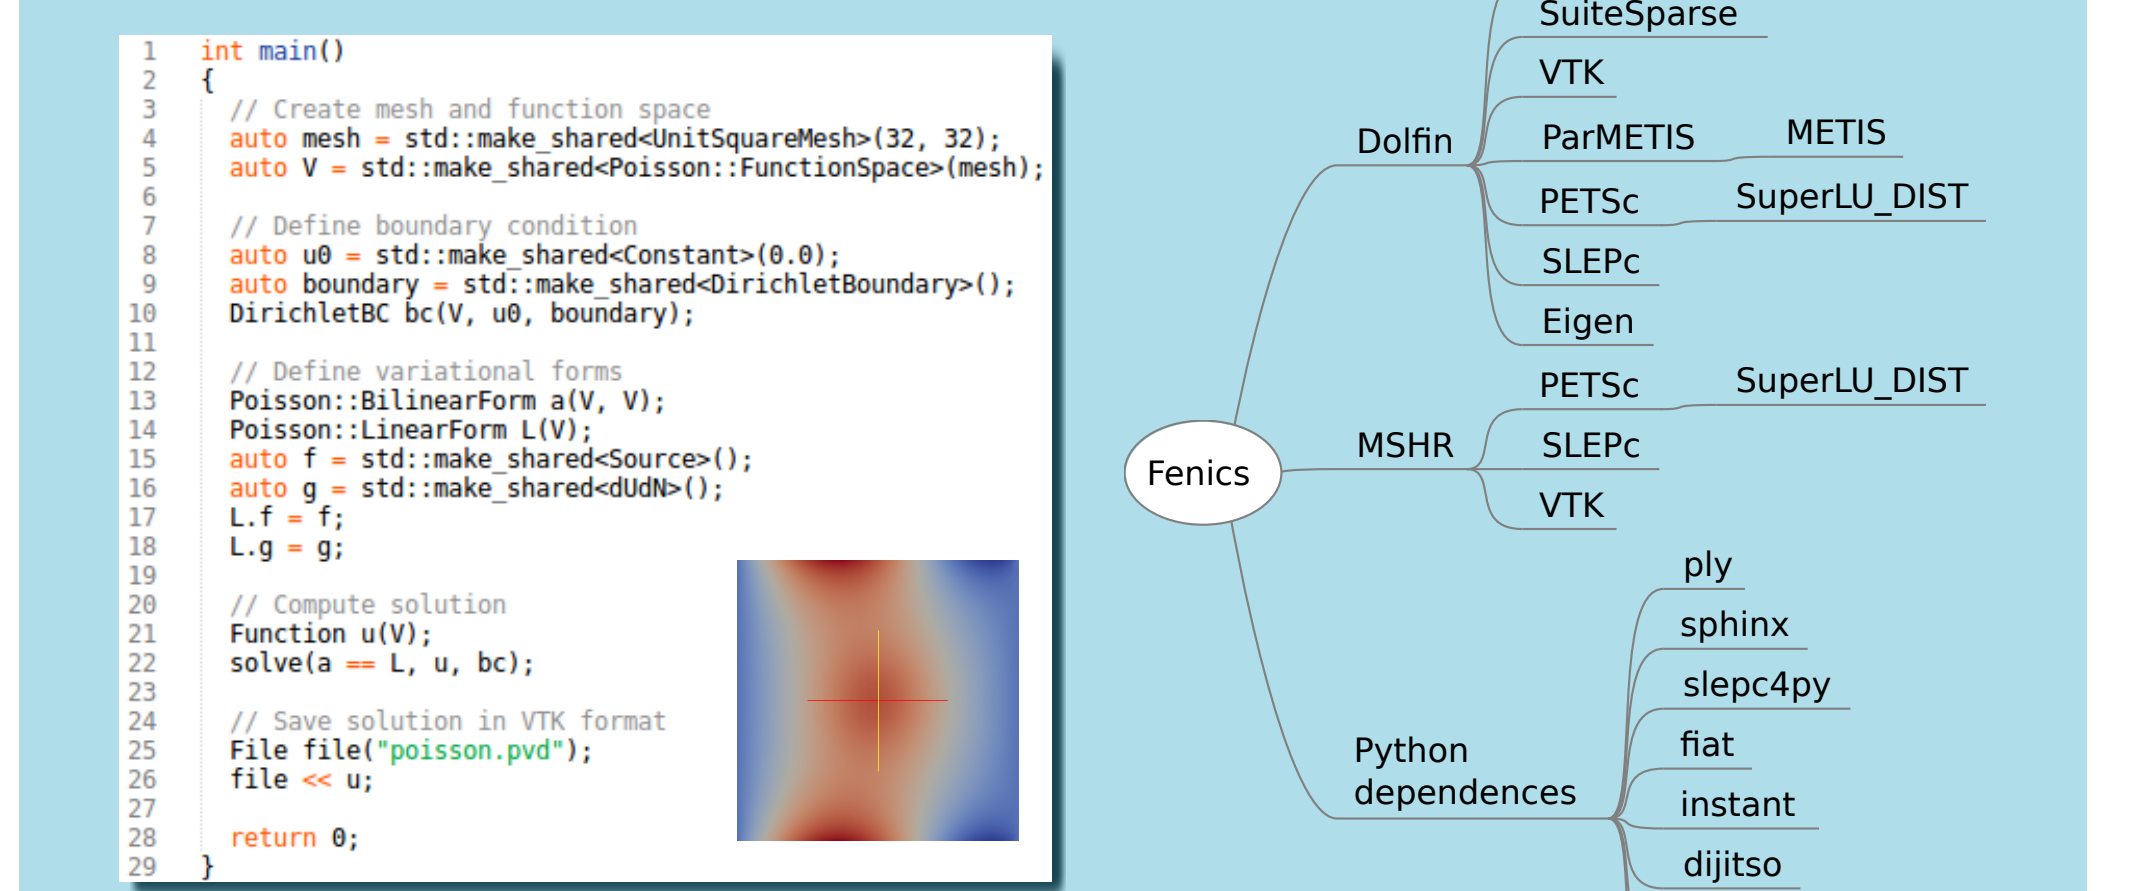 1 int main()
2 {
3 // Create mesh and function space
4 auto mesh = std::make_shared<UnitSquareMesh>(32, 32);
5 auto V = std::make_shared<Poisson::FunctionSpace>(mesh);
6
7 // Define boundary condition
8 auto u0 = std::make_shared<Constant>(0.0);
9 auto boundary = std::make_shared<DirichletBoundary>();
10 DirichletBC bc(V, u0, boundary);
11
12 // Define variational forms
13 Poisson::BilinearForm a(V, V);
14 Poisson::LinearForm L(V);
15 auto f = std::make_shared<Source>();
16 auto g = std::make_shared<dUdN>();
17 L.f = f;
18 L.g = g;
19
20 // Compute solution
21 Function u(V);
22 solve(a == L, u, bc);
23
24 // Save solution in VTK format
25 File file("poisson.pvd");
26 file << u;
27
28 return 0;
29 }
Fenics
Dolfin
SuiteSparse
VTK
ParMETIS
METIS
PETSc
SuperLU_DIST
SLEPc
Eigen
MSHR
PETSc
SuperLU_DIST
SLEPc
VTK
Python
dependences
ply
sphinx
slepc4py
fiat
instant
dijitso